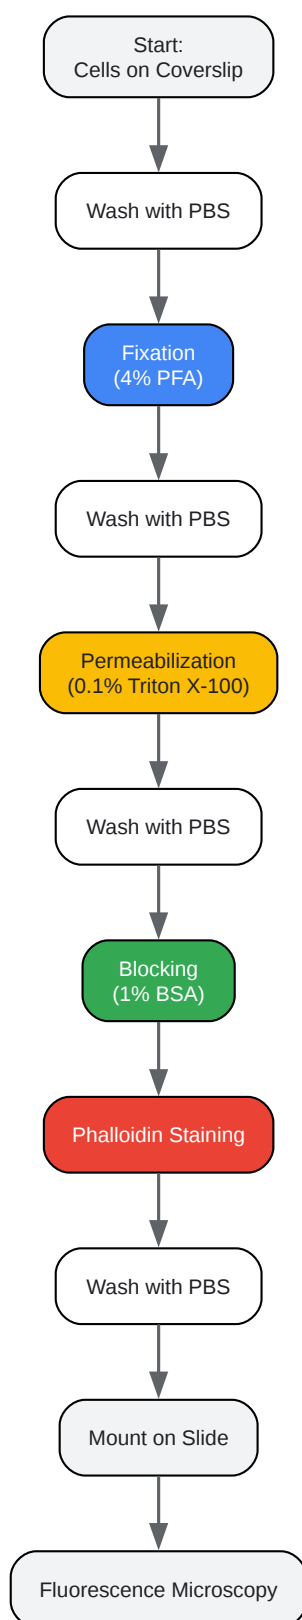 Start:
Cells on Coverslip
Wash with PBS
Fixation
(4% PFA)
Wash with PBS
Permeabilization
(0.1% Triton X-100)
Wash with PBS
Blocking
(1% BSA)
Phalloidin Staining
Wash with PBS
Mount on Slide
Fluorescence Microscopy